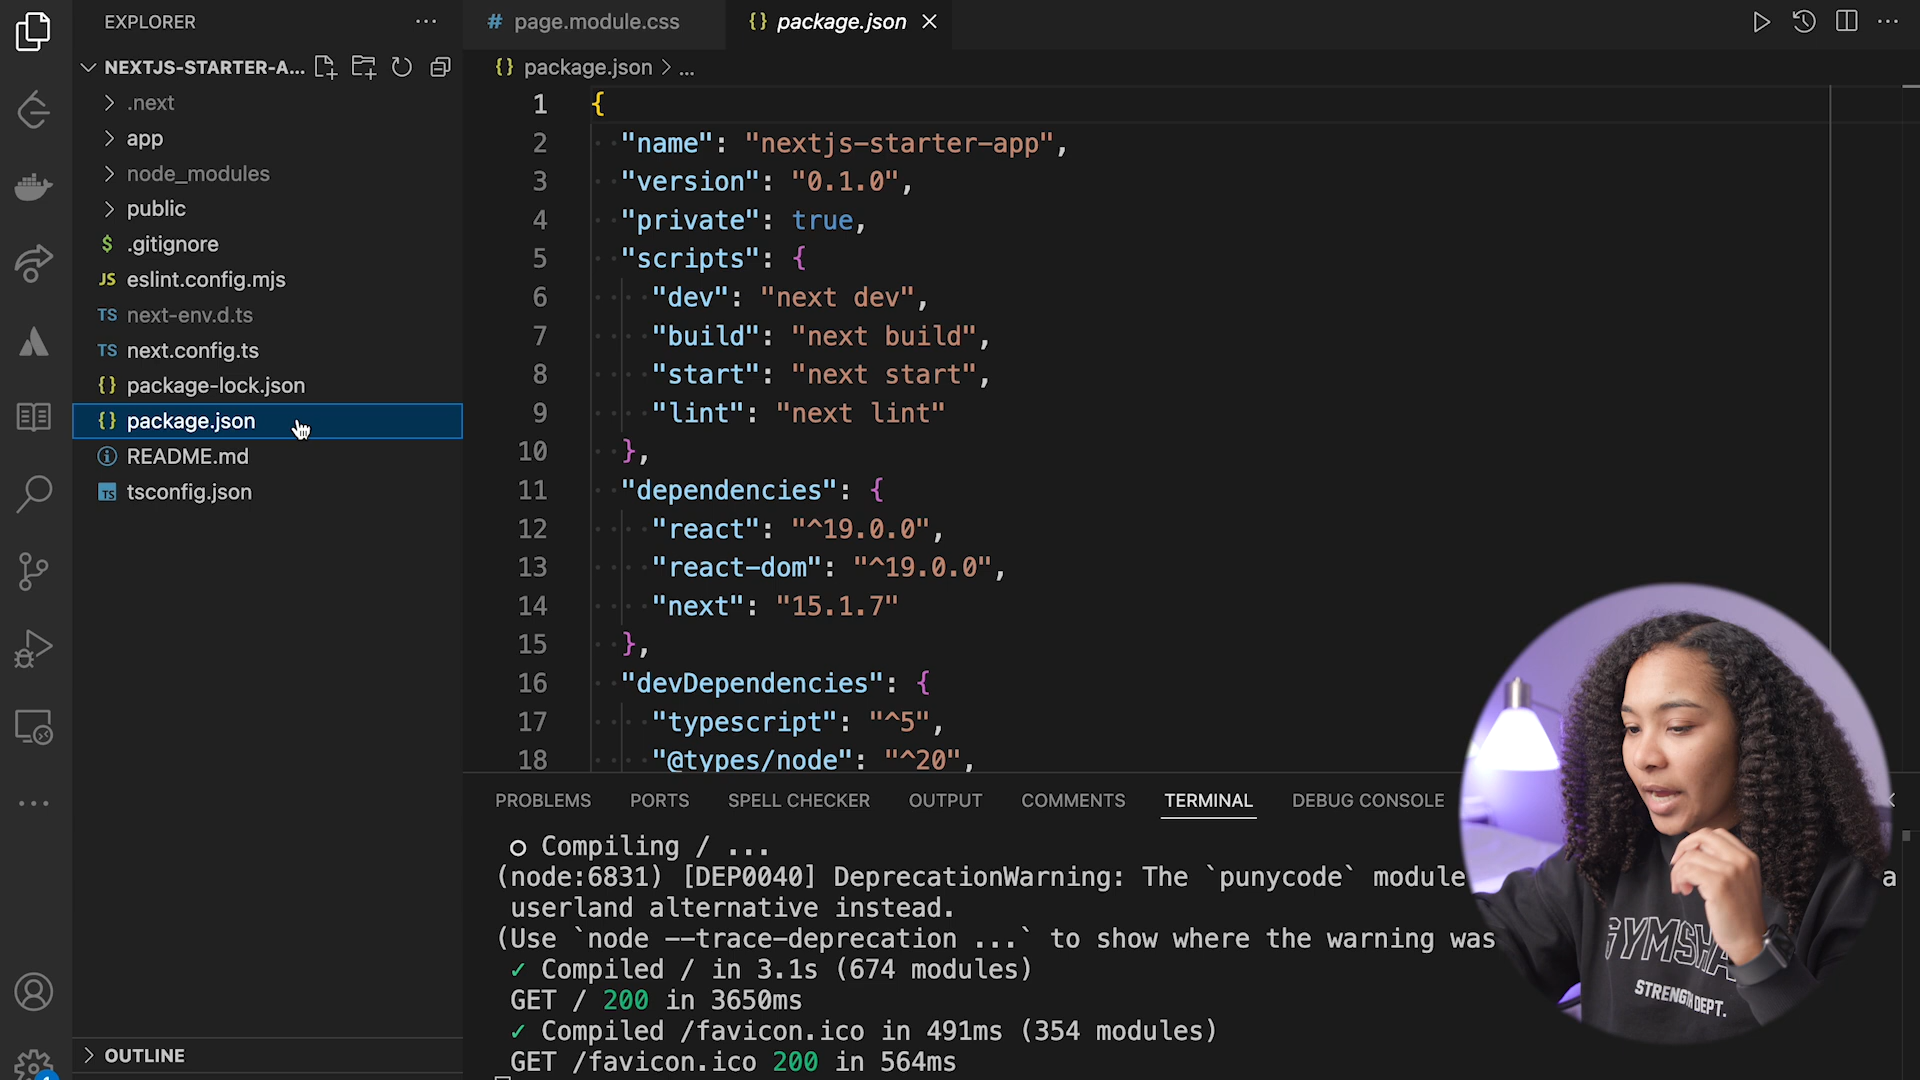 EXPLORER
NEXTJS-STARTER-A...
.next
app
node_modules
public
$ .gitignore
JS eslint.config.mjs
TS next-env.d.ts
TS next.config.ts
{} package-lock.json
{} package.json
README.md
TS tsconfig.json
OUTLINE
# page.module.css
{} package.json
{} package.json > ...
1 {
2 "name": "nextjs-starter-app",
3 "version": "0.1.0",
4 "private": true,
5 "scripts": {
6 "dev": "next dev",
7 "build": "next build",
8 "start": "next start",
9 "lint": "next lint"
10 },
11 "dependencies": {
12 "react": "^19.0.0",
13 "react-dom": "^19.0.0",
14 "next": "15.1.7"
15 },
16 "devDependencies": {
17 "typescript": "^5",
18 "@types/node": "^20",
PROBLEMS PORTS SPELL CHECKER OUTPUT COMMENTS TERMINAL DEBUG CONSOLE
Compiling / ...
(node:6831) [DEP0040] DeprecationWarning: The `punycode` module a
userland alternative instead.
(Use `node --trace-deprecation ...` to show where the warning was
✓ Compiled / in 3.1s (674 modules)
GET / 200 in 3650ms
✓ Compiled /favicon.ico in 491ms (354 modules)
GET /favicon.ico 200 in 564ms
STRENGTH DEPT.